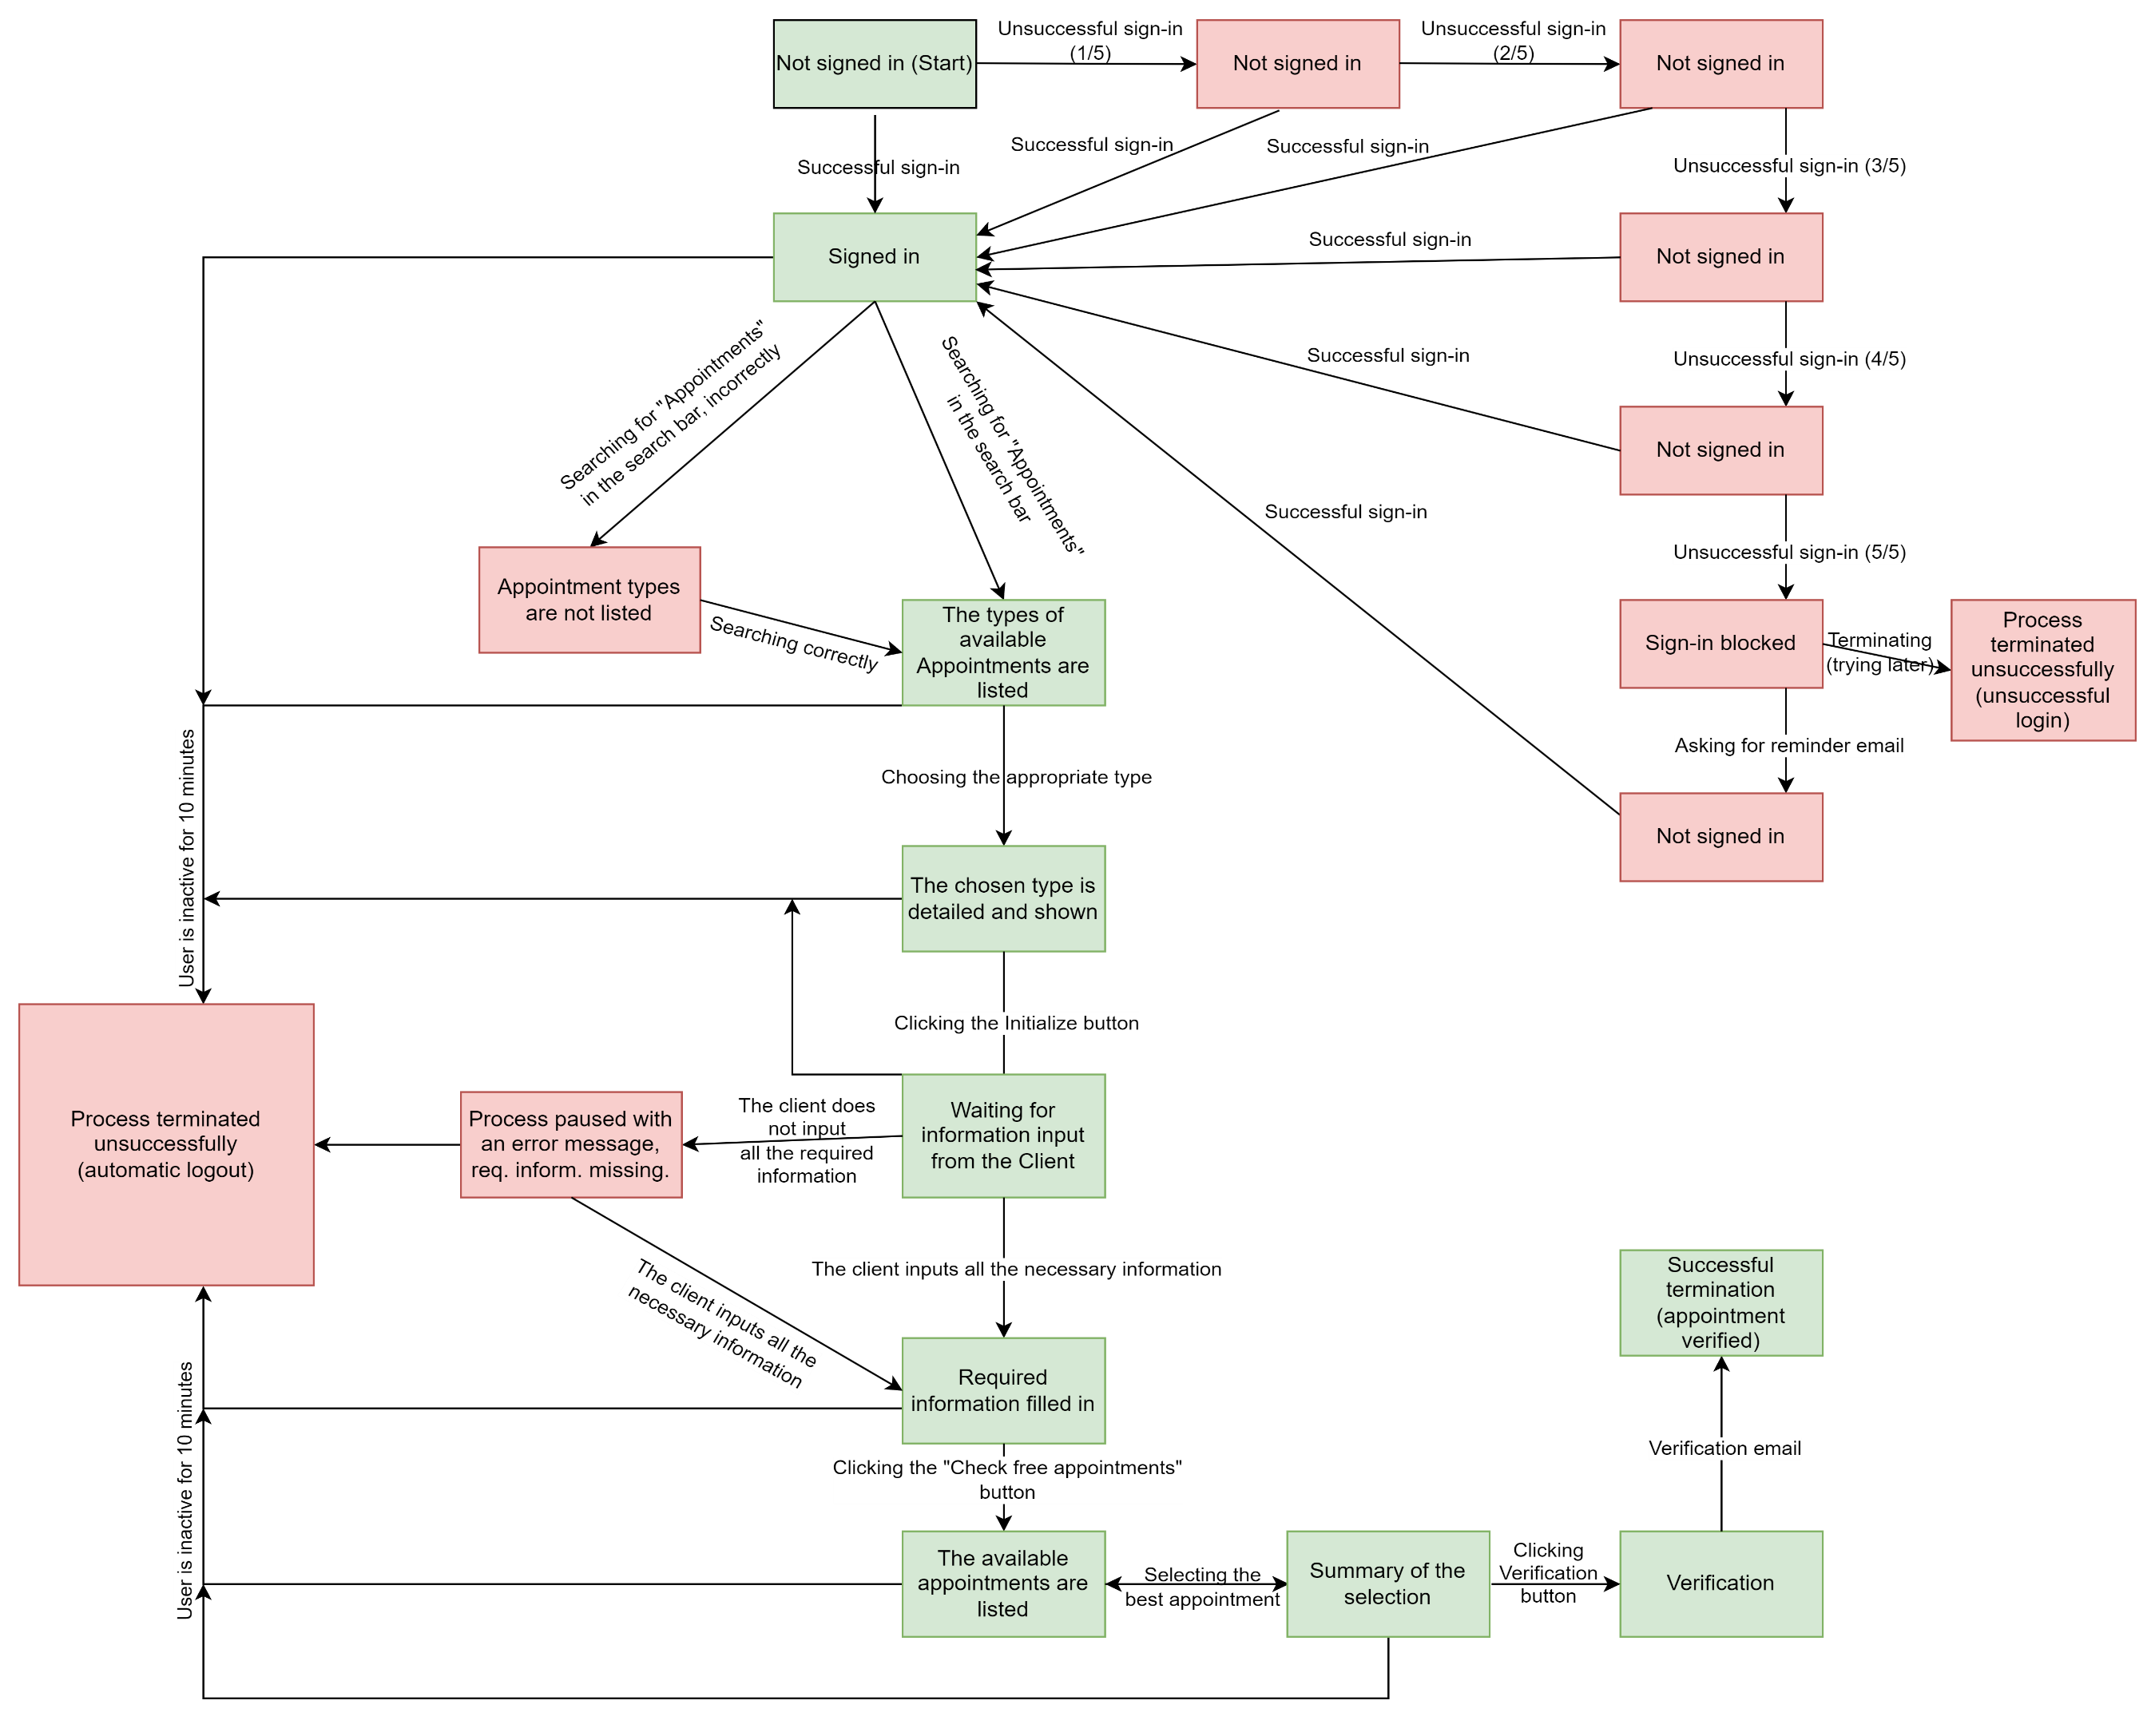 Not signed in (Start)
Unsuccessful sign-in
(1/5)
Not signed in
Unsuccessful sign-in
(2/5)
Not signed in
Successful sign-in
Successful sign-in
Successful sign-in
Unsuccessful sign-in (3/5)
Signed in
Successful sign-in
Not signed in
Searching for "Appointments"
in the search bar, incorrectly
Searching for "Appointments"
in the search bar
Successful sign-in
Unsuccessful sign-in (4/5)
Not signed in
Successful sign-in
Unsuccessful sign-in (5/5)
Appointment types
are not listed
Searching correctly
The types of
available
Appointments are
listed
Sign-in blocked
Terminating
(trying later)
Process
terminated
unsuccessfully
(unsuccessful
login)
Asking for reminder email
Not signed in
Choosing the appropriate type
User is inactive for 10 minutes
The chosen type is
detailed and shown
Clicking the Initialize button
Process terminated
unsuccessfully
(automatic logout)
Process paused with
an error message,
req. inform. missing.
The client does
not input
all the required
information
Waiting for
information input
from the Client
The client inputs all the
necessary information
The client inputs all the necessary information
Successful
termination
(appointment
verified)
User is inactive for 10 minutes
Required
information filled in
Clicking the "Check free appointments"
button
Verification email
The available
appointments are
listed
Selecting the
best appointment
Summary of the
selection
Clicking
Verification
button
Verification